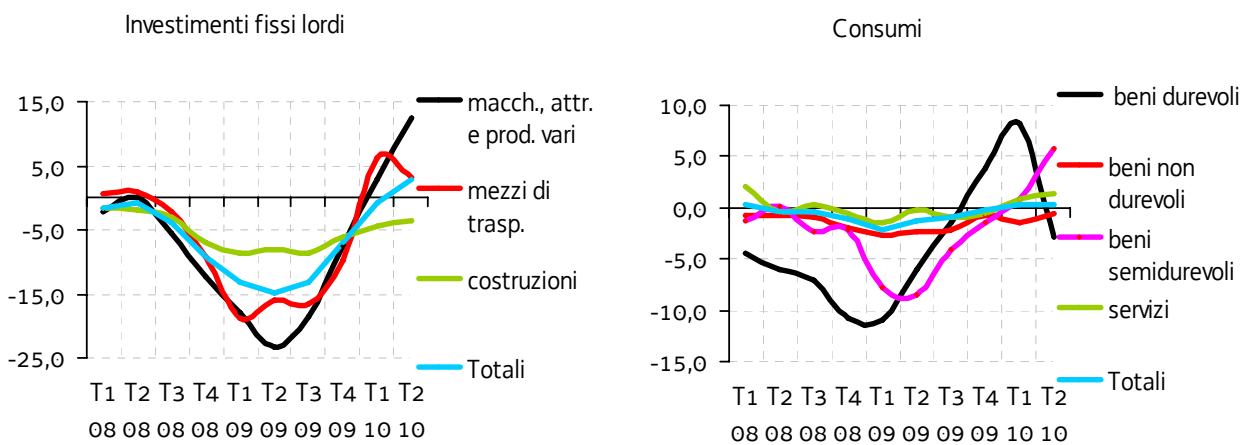 Investimenti fissi lordi
15,0
5,0
-5,0
-15,0
-25,0
T1 T2 T3 T4 T1 T2 T3 T4 T1 T2
08 08 08 08 09 09 09 09 10 10
macch., attr.
e prod. vari
mezzi di
trasp.
costruzioni
Totali
Consumi
10,0
5,0
0,0
-5,0
-10,0
-15,0
T1 T2 T3 T4 T1 T2 T3 T4 T1 T2
08 08 08 08 09 09 09 09 10 10
beni durevoli
beni non
durevoli
beni
semidurevoli
servizi
Totali